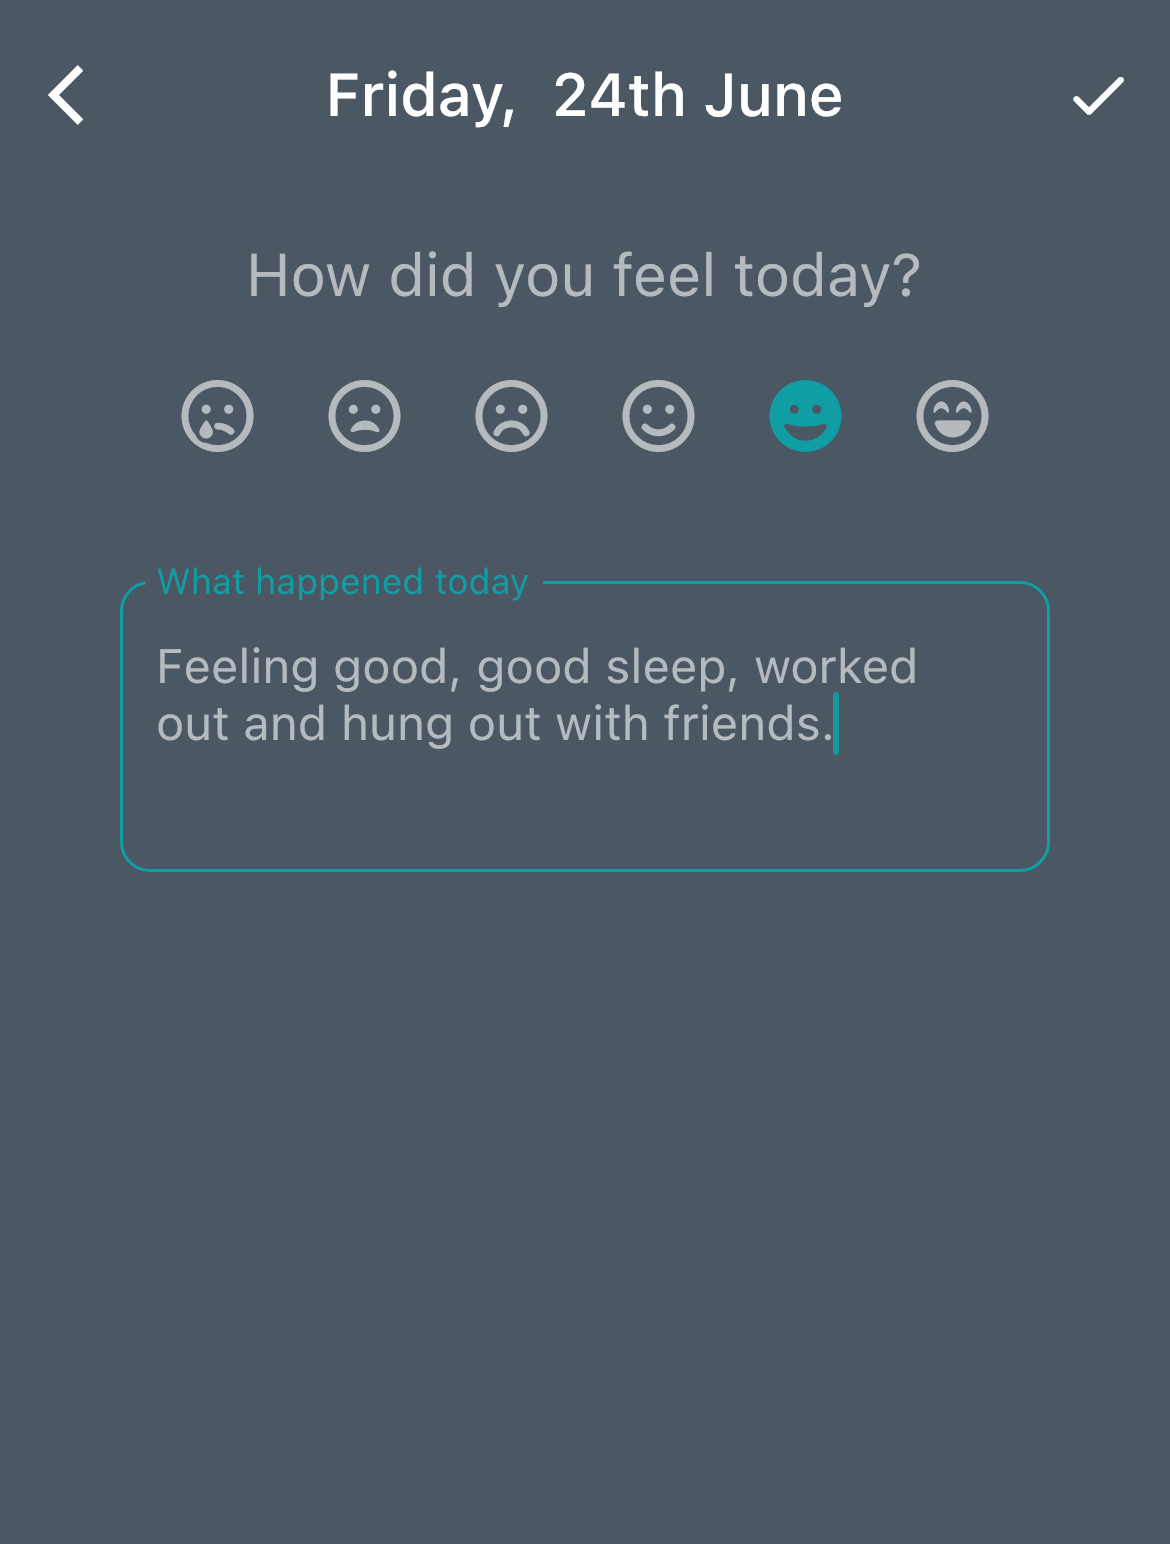 Friday,  24th June
How did you feel today?
What happened today
Feeling good, good sleep, worked
out and hung out with friends.